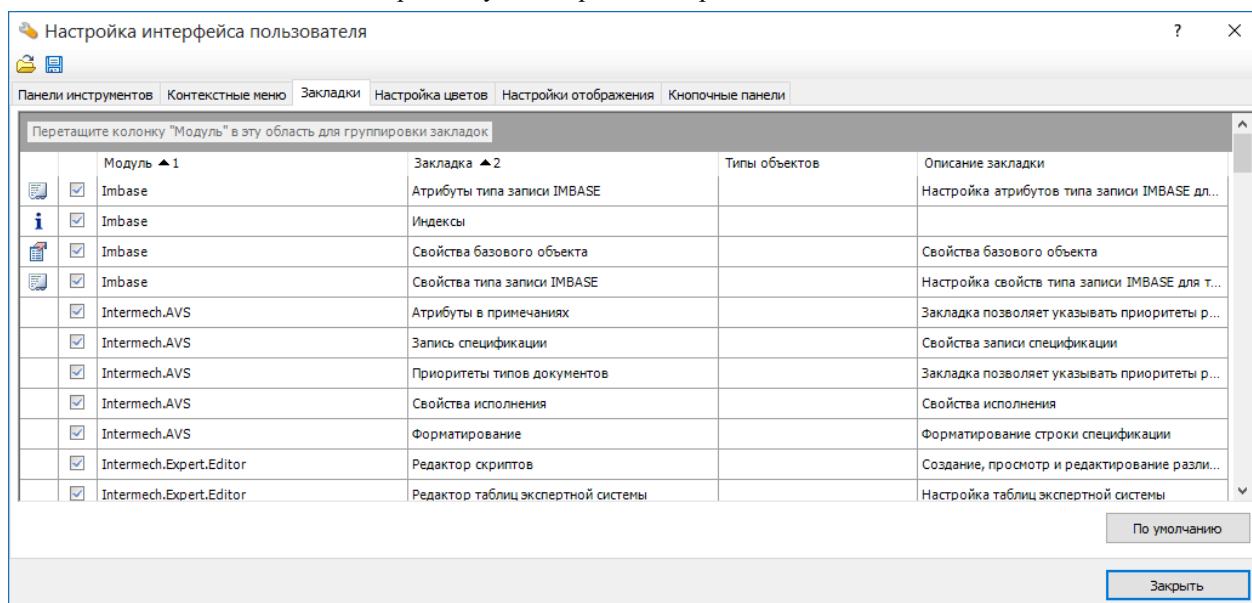 Настройка интерфейса пользователя ?
Панели инструментов Контекстные меню Закладки Настройка цветов Настройки отображения Кнопочные панели
Перетащите колонку "Модуль" в эту область для группировки закладок
Модуль ▲1 Закладка ▲2 Типы объектов Описание закладки
Imbase Атрибуты типа записи IMBASE Настройка атрибутов типа записи IMBASE дл...
Imbase Индексы
Imbase Свойства базового объекта Свойства базового объекта
Imbase Свойства типа записи IMBASE Настройка свойств типа записи IMBASE для т...
Intermech.AVS Атрибуты в примечаниях Закладка позволяет указывать приоритеты р...
Intermech.AVS Запись спецификации Свойства записи спецификации
Intermech.AVS Приоритеты типов документов Закладка позволяет указывать приоритеты р...
Intermech.AVS Свойства исполнения Свойства исполнения
Intermech.AVS Форматирование Форматирование строки спецификации
Intermech.Expert.Editor Редактор скриптов Создание, просмотр и редактирование разли...
Intermech.Expert.Editor Редактор таблиц экспертной системы Настройка таблиц экспертной системы
По умолчанию
Закрыть